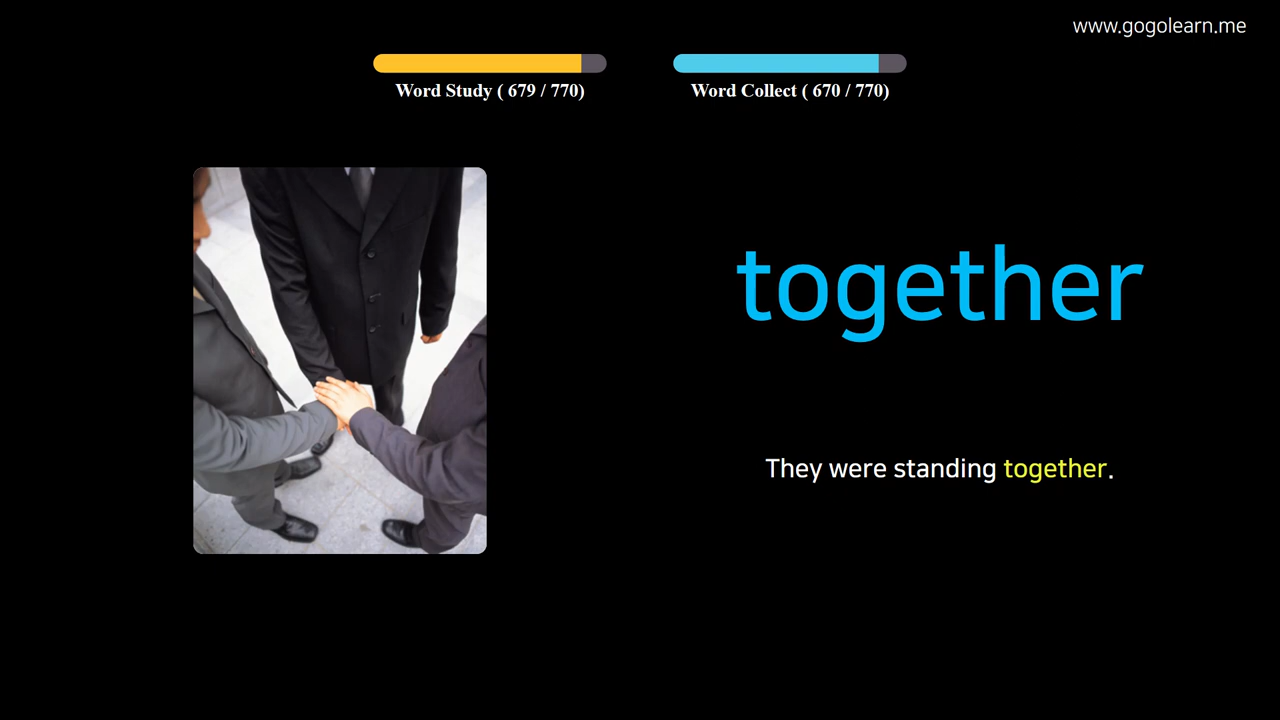 www.gogolearn.me
Word Study ( 679 / 770)
Word Collect ( 670 / 770)
together
They were standing together.